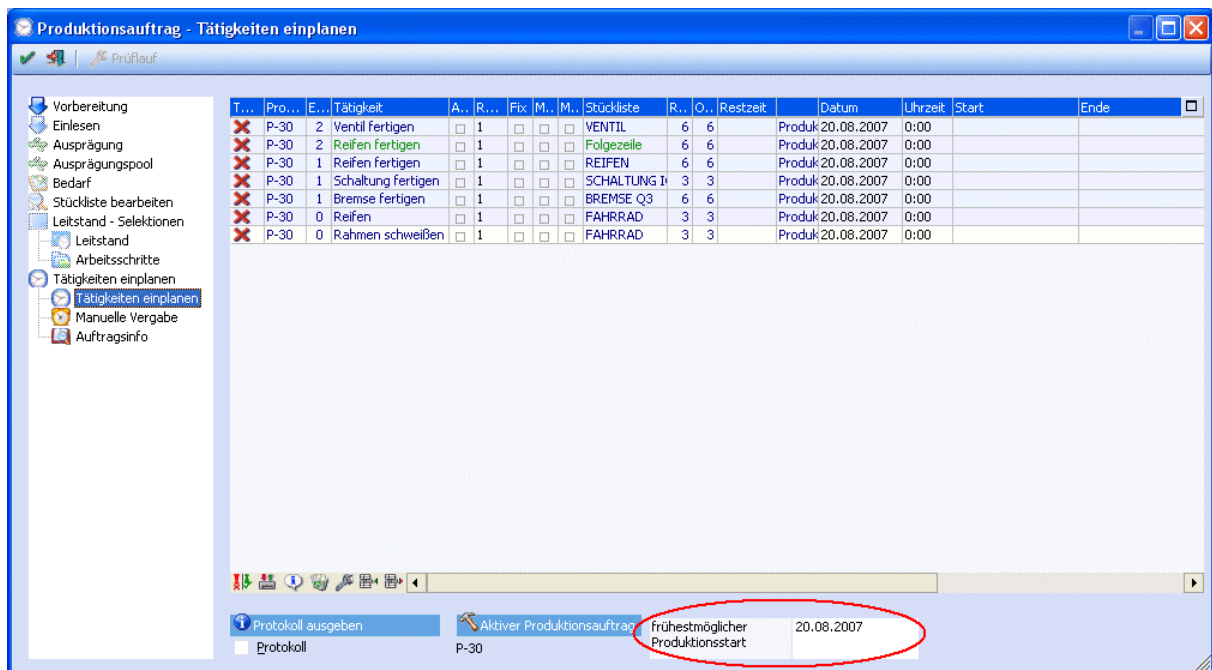 Produktionsauftrag - Tätigkeiten einplanen
Prüflauf
Vorbereitung
Einlesen
Ausprägung
Ausprägungspool
Bedarf
Stückliste bearbeiten
Leitstand - Selektionen
Leitstand
Arbeitsschritte
Tätigkeiten einplanen
Tätigkeiten einplanen
Manuelle Vergabe
Auftragsinfo
T... Pro... E... Tätigkeit A.. R... Fix M.. M.. Stückliste R.. O.. Restzeit Datum Uhrzeit Start Ende
P-30 2 Ventil fertigen 1 VENTIL 6 6 Produk 20.08.2007 0:00
P-30 2 Reifen fertigen 1 Folgezeile 6 6 Produk 20.08.2007 0:00
P-30 1 Reifen fertigen 1 REIFEN 6 6 Produk 20.08.2007 0:00
P-30 1 Schaltung fertigen 1 SCHALTUNG 3 3 Produk 20.08.2007 0:00
P-30 1 Bremse fertigen 1 BREMSE Q3 6 6 Produk 20.08.2007 0:00
P-30 0 Reifen 1 FAHRRAD 3 3 Produk 20.08.2007 0:00
P-30 0 Rahmen schweißen 1 FAHRRAD 3 3 Produk 20.08.2007 0:00
Protokoll ausgeben
Protokoll
Aktiver Produktionsauftrag
P-30
frühestmöglicher 20.08.2007
Produktionsstart